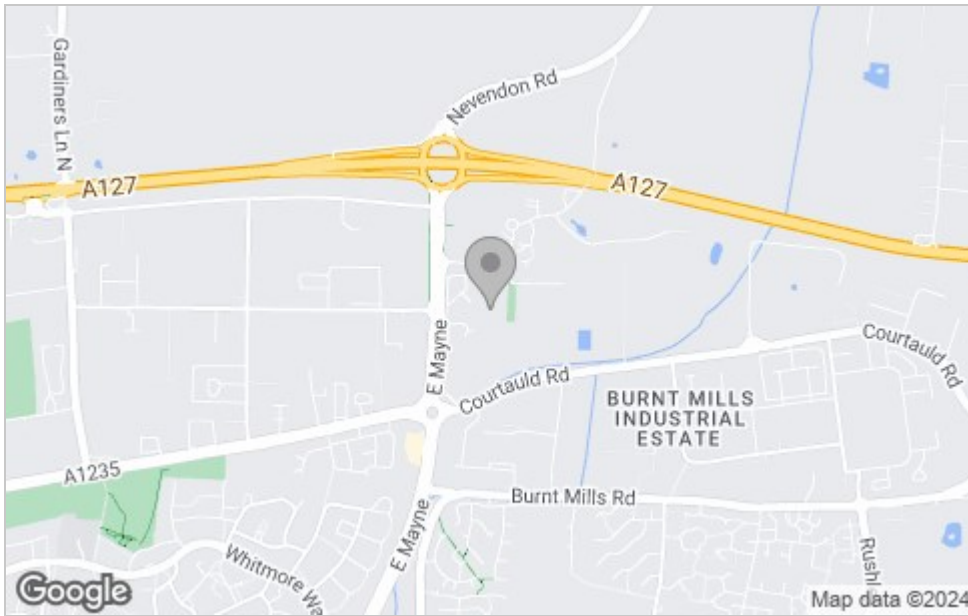 Gardiners Ln N
Nevendon Rd
A127
A127
E Mayne
Courtauld Rd
Courtauld Rd
BURNT MILLS
INDUSTRIAL
ESTATE
A1235
Burnt Mills Rd
E Mayne
Whitmore Wa
Rushl
Google
Map data ©2024